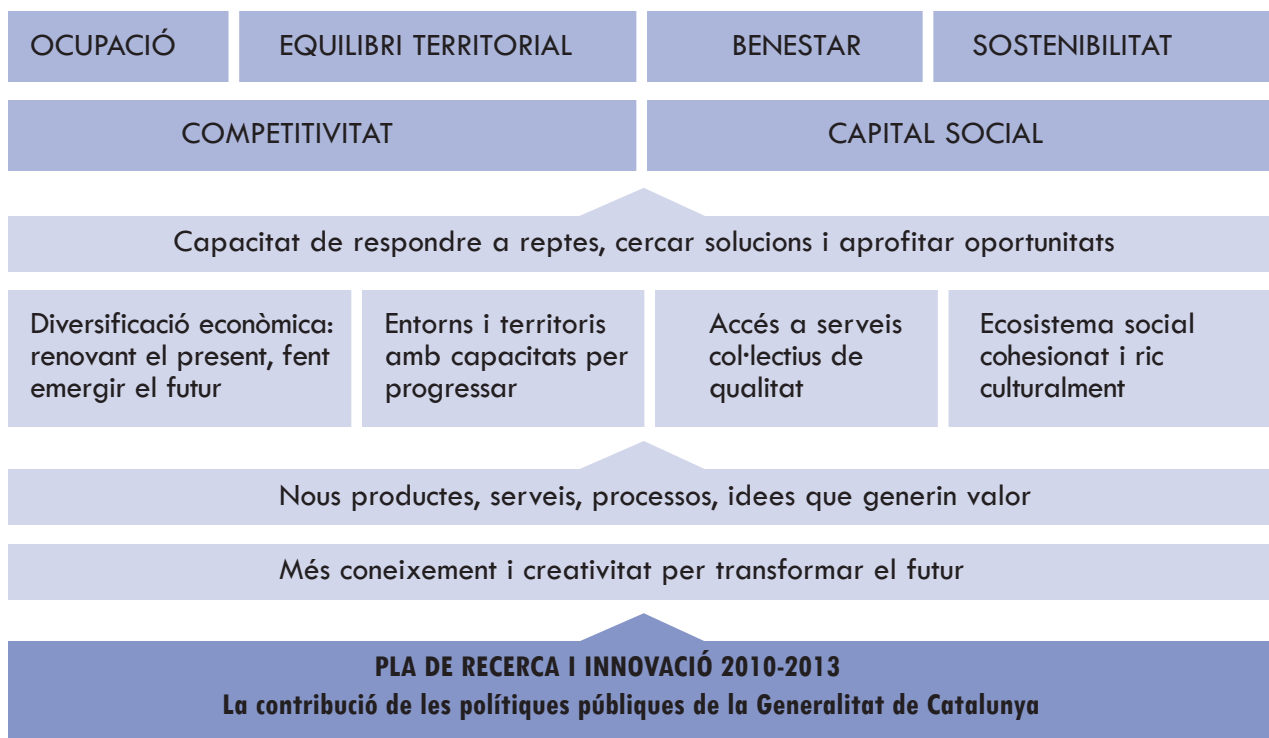 OCUPACIÓ
EQUILIBRI TERRITORIAL
BENESTAR
SOSTENIBILITAT
COMPETITIVITAT
CAPITAL SOCIAL
Capacitat de respondre a reptes, cercar solucions i aprofitar oportunitats
Diversificació econòmica:
renovant el present, fent
emergir el futur
Entorns i territoris
amb capacitats per
progressar
Accés a serveis
col·lectius de
qualitat
Ecosistema social
cohesionat i ric
culturalment
Nous productes, serveis, processos, idees que generin valor
Més coneixement i creativitat per transformar el futur
PLA DE RECERCA I INNOVACIÓ 2010-2013
La contribució de les polítiques públiques de la Generalitat de Catalunya